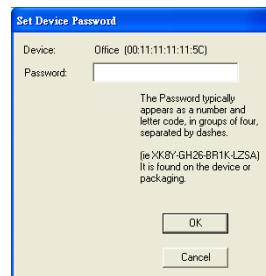 Set Device Password
Device: Office (00:11:11:11:11:5C)
Password:
The Password typically
appears as a number and
letter code, in groups of four,
separated by dashes.
(ie XK8Y-GH26-BR1K-LZSA)
It is found on the device or
packaging.
OK
Cancel